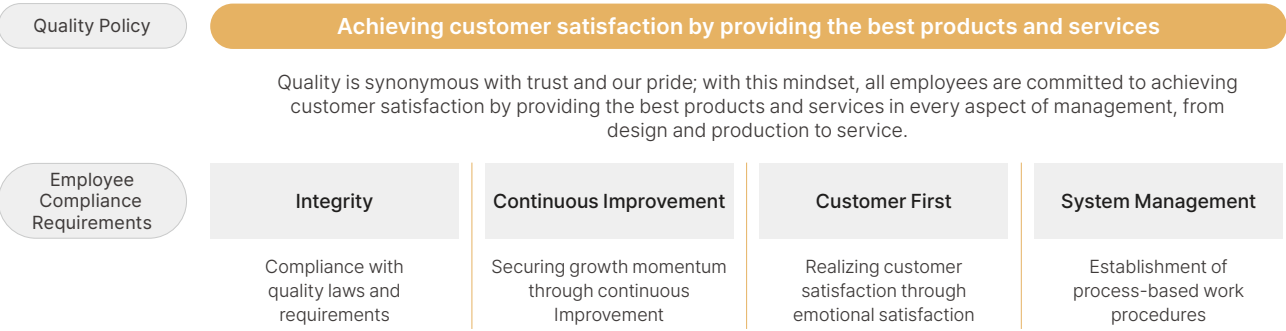 Quality Policy
Achieving customer satisfaction by providing the best products and services
Quality is synonymous with trust and our pride; with this mindset, all employees are committed to achieving
customer satisfaction by providing the best products and services in every aspect of management, from
design and production to service.
Employee
Compliance
Requirements
Integrity
Compliance with
quality laws and
requirements
Continuous Improvement
Securing growth momentum
through continuous
Improvement
Customer First
Realizing customer
satisfaction through
emotional satisfaction
System Management
Establishment of
process-based work
procedures